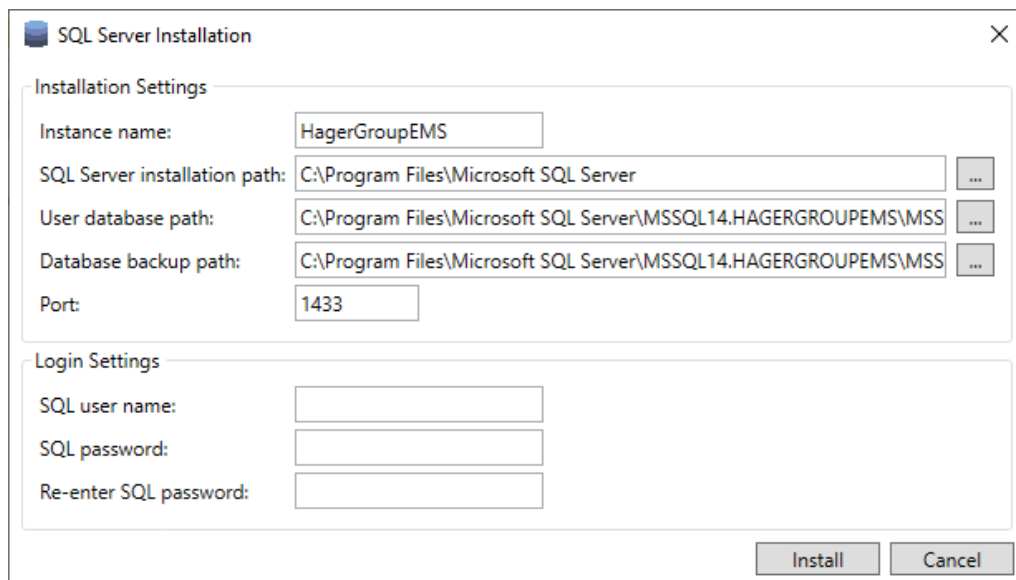 SQL Server Installation
Installation Settings
Instance name: HagerGroupEMS
SQL Server installation path: C:\Program Files\Microsoft SQL Server ...
User database path: C:\Program Files\Microsoft SQL Server\MSSQL14.HAGERGROUPEMS\MSS ...
Database backup path: C:\Program Files\Microsoft SQL Server\MSSQL14.HAGERGROUPEMS\MSS ...
Port: 1433
Login Settings
SQL user name:
SQL password:
Re-enter SQL password:
Install Cancel